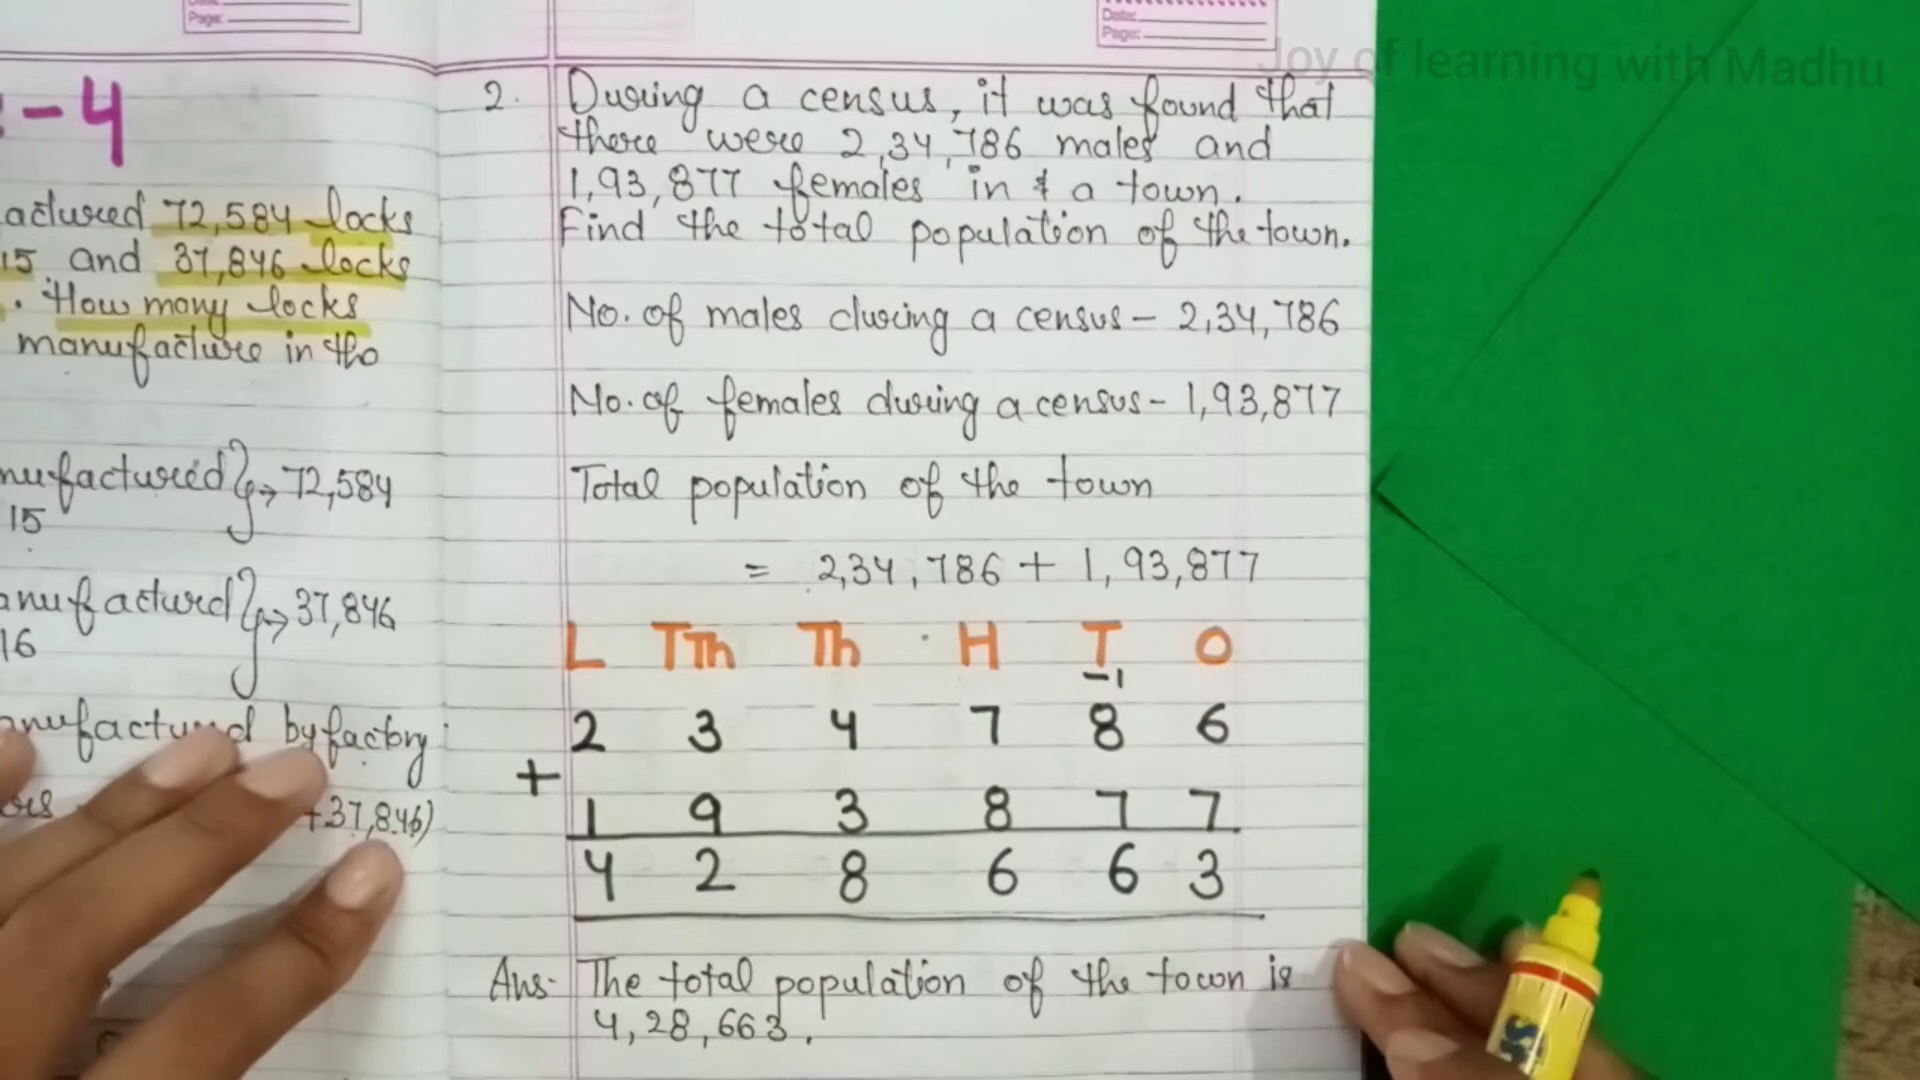 Page:
Date:
Page:
Joy of learning with Madhu
:-4
actured 72,584 locks
15 and 37,846 locks
. How many locks
manufacture in the
nufactured } → 72,584
15
anufacturd } → 37,846
16
anufactured by factory
+37,846)
2. During a census, it was found that
there were 2,34,786 males and
1,93,877 females in a town.
Find the total population of the town.
No. of males during a census - 2,34,786
No. of females during a census - 1,93,877
Total population of the town
= 2,34,786 + 1,93,877
L TTh Th H T O
-1
2 3 4 7 8 6
+
1 9 3 8 7 7
4 2 8 6 6 3
Ans- The total population of the town is
4,28,663.